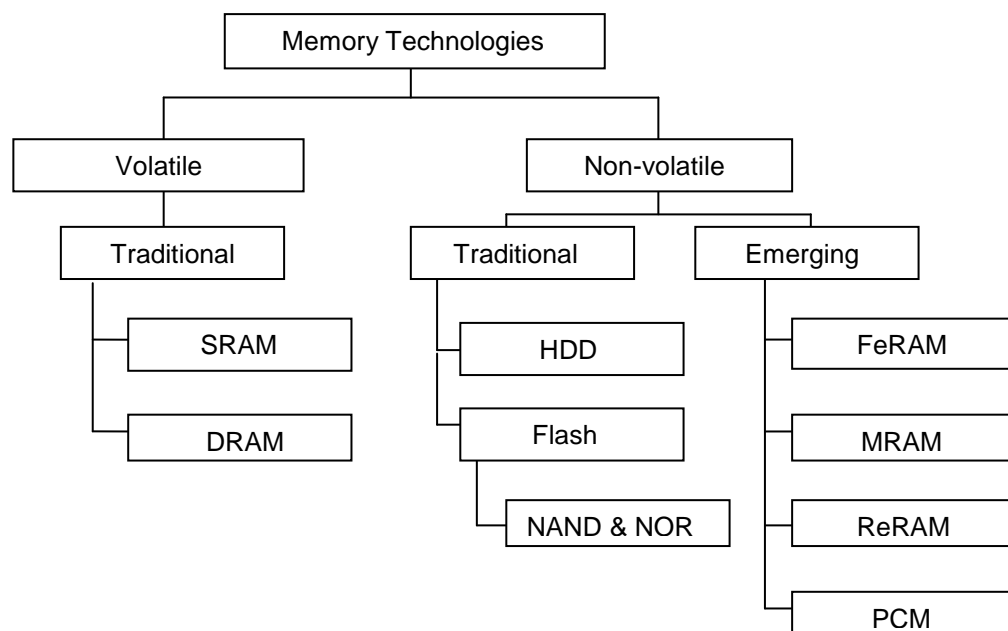 Memory Technologies
Volatile
Non-volatile
Traditional
Traditional
Emerging
SRAM
HDD
FeRAM
DRAM
Flash
MRAM
NAND & NOR
ReRAM
PCM